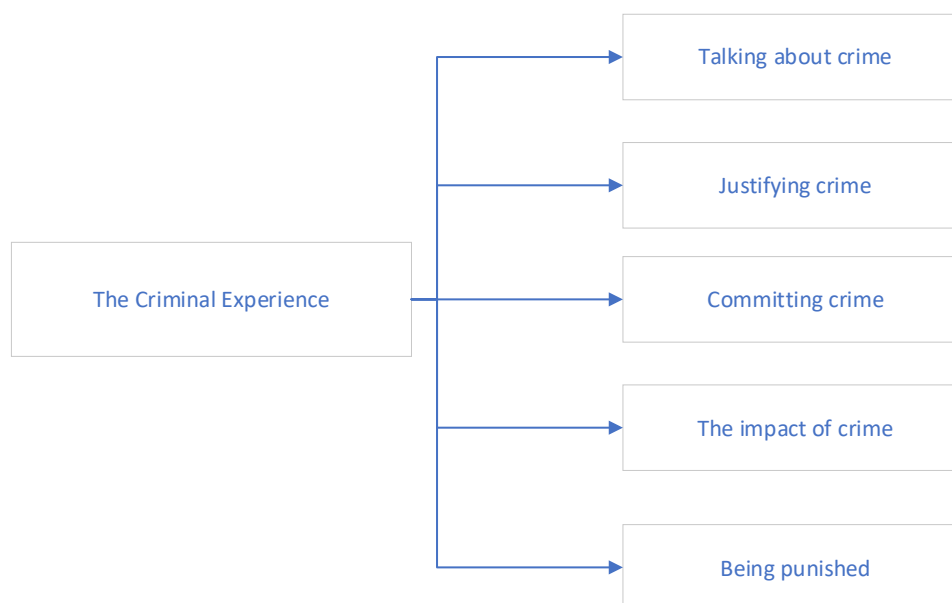 Talking about crime
Justifying crime
The Criminal Experience
Committing crime
The impact of crime
Being punished